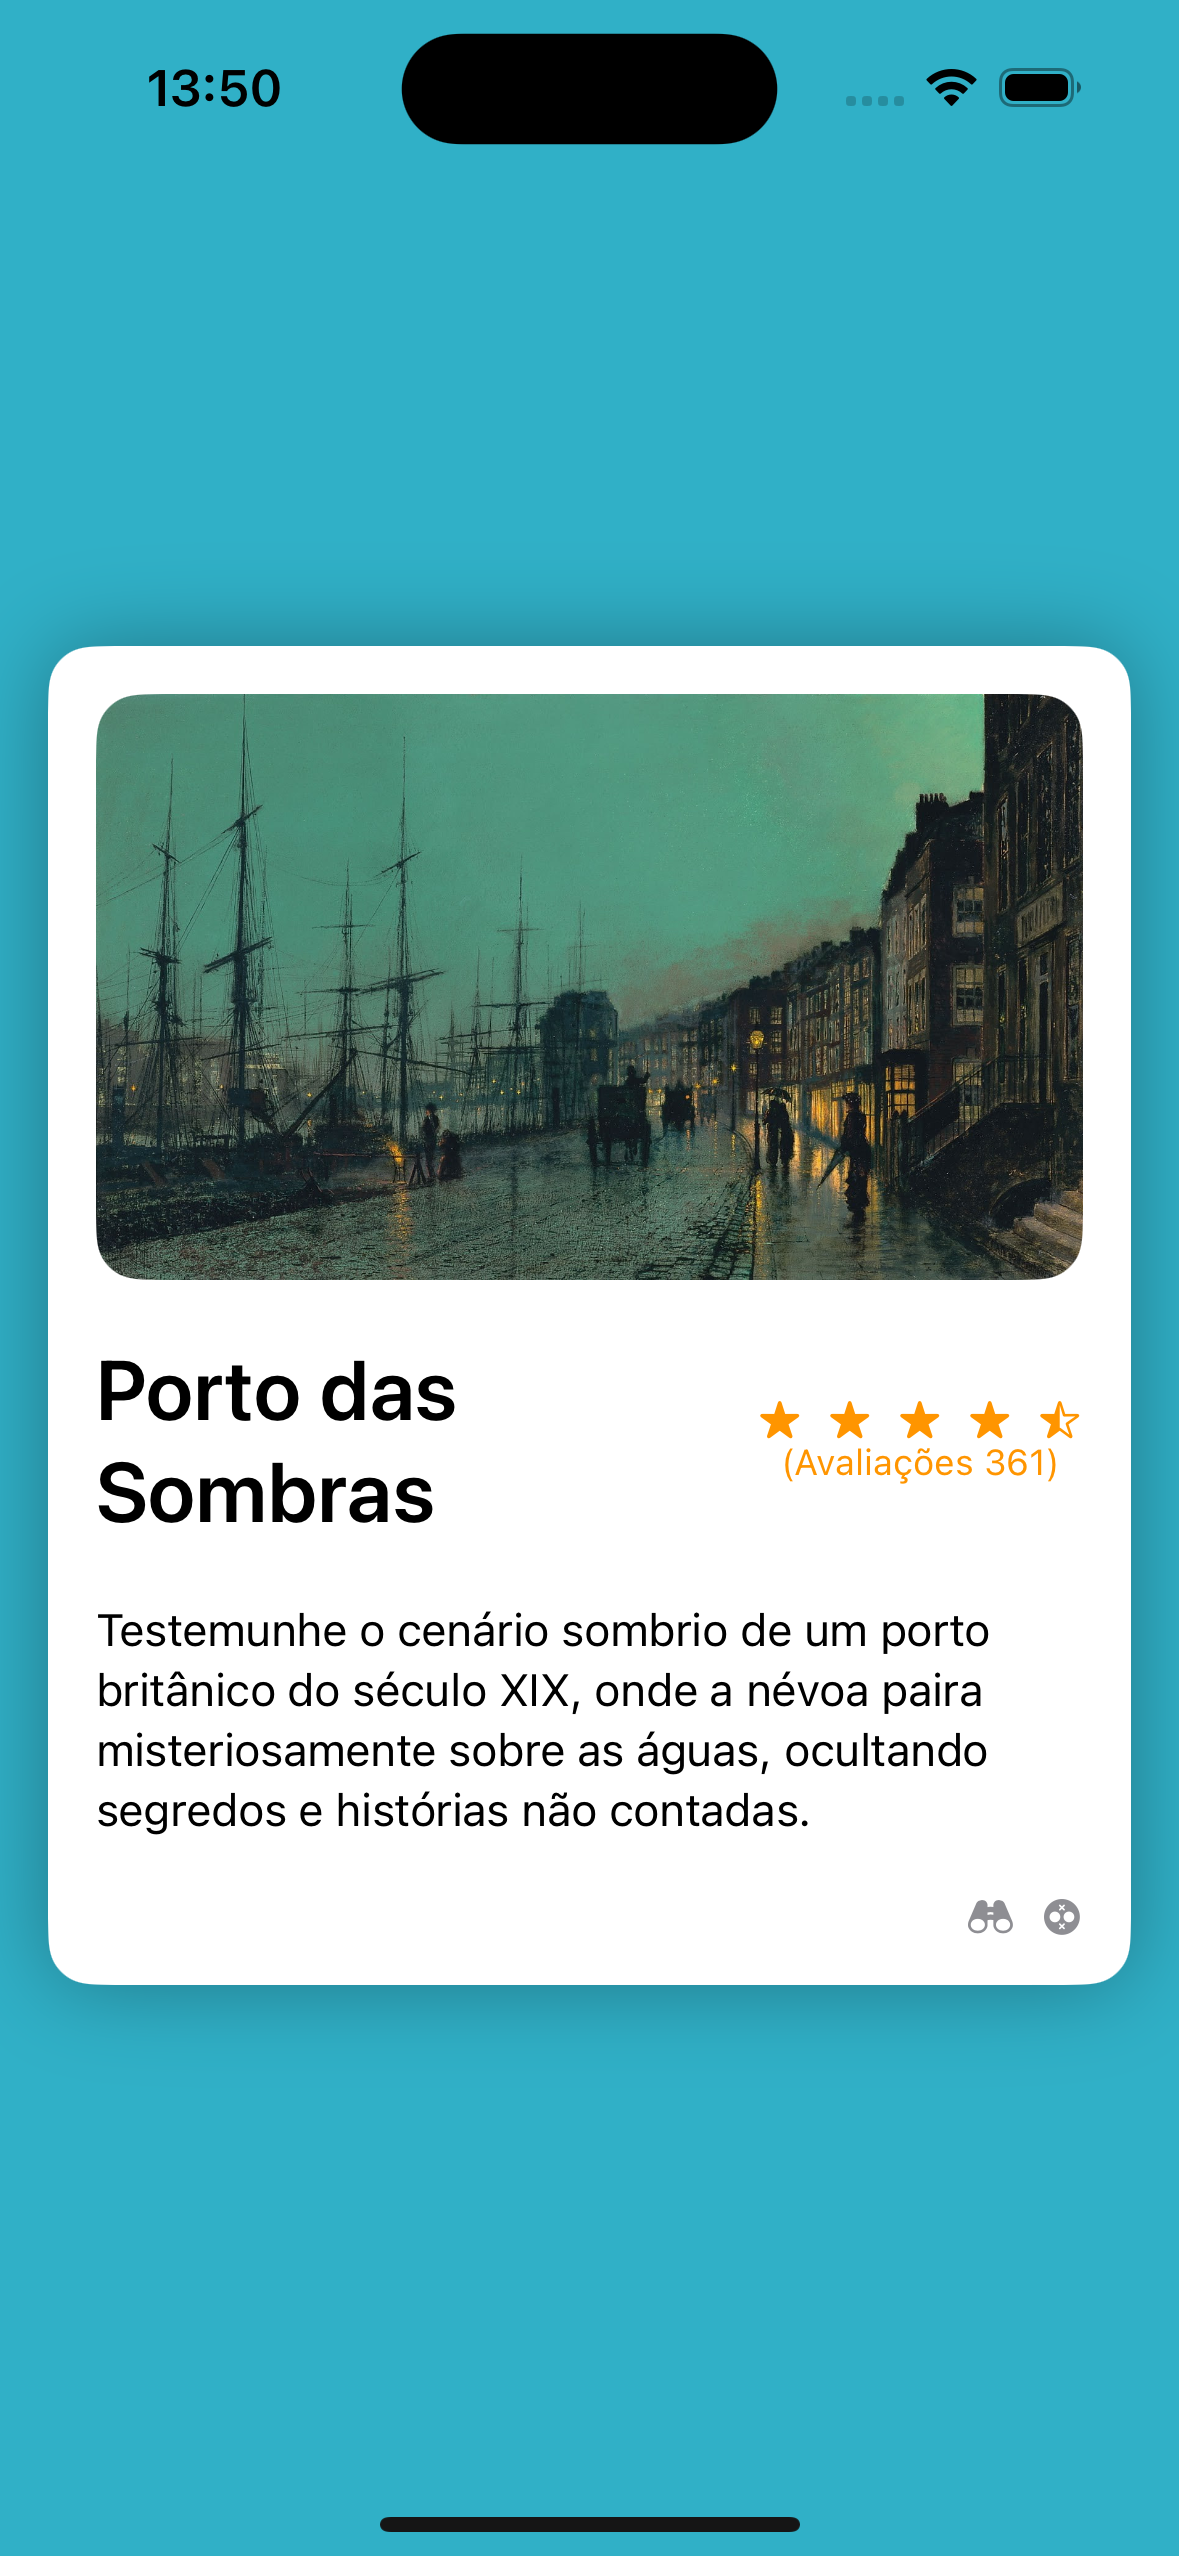 13:50
Porto das
Sombras
(Avaliações 361)
Testemunhe o cenário sombrio de um porto
britânico do século XIX, onde a névoa paira
misteriosamente sobre as águas, ocultando
segredos e histórias não contadas.